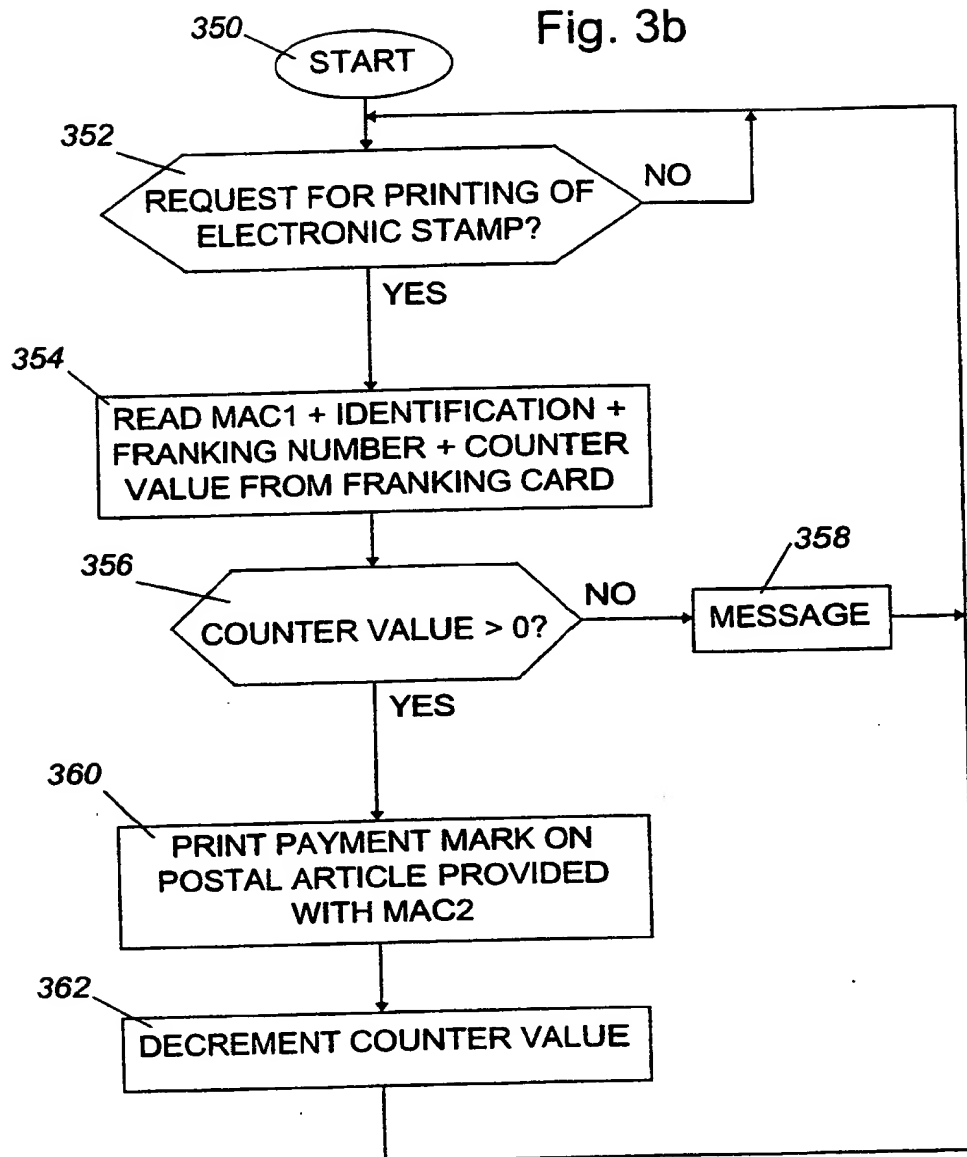 Fig. 3b
350
START
352
REQUEST FOR PRINTING OF
ELECTRONIC STAMP?
NO
YES
354
READ MAC1 + IDENTIFICATION +
FRANKING NUMBER + COUNTER
VALUE FROM FRANKING CARD
356
COUNTER VALUE > 0?
NO
358
MESSAGE
YES
360
PRINT PAYMENT MARK ON
POSTAL ARTICLE PROVIDED
WITH MAC2
362
DECREMENT COUNTER VALUE